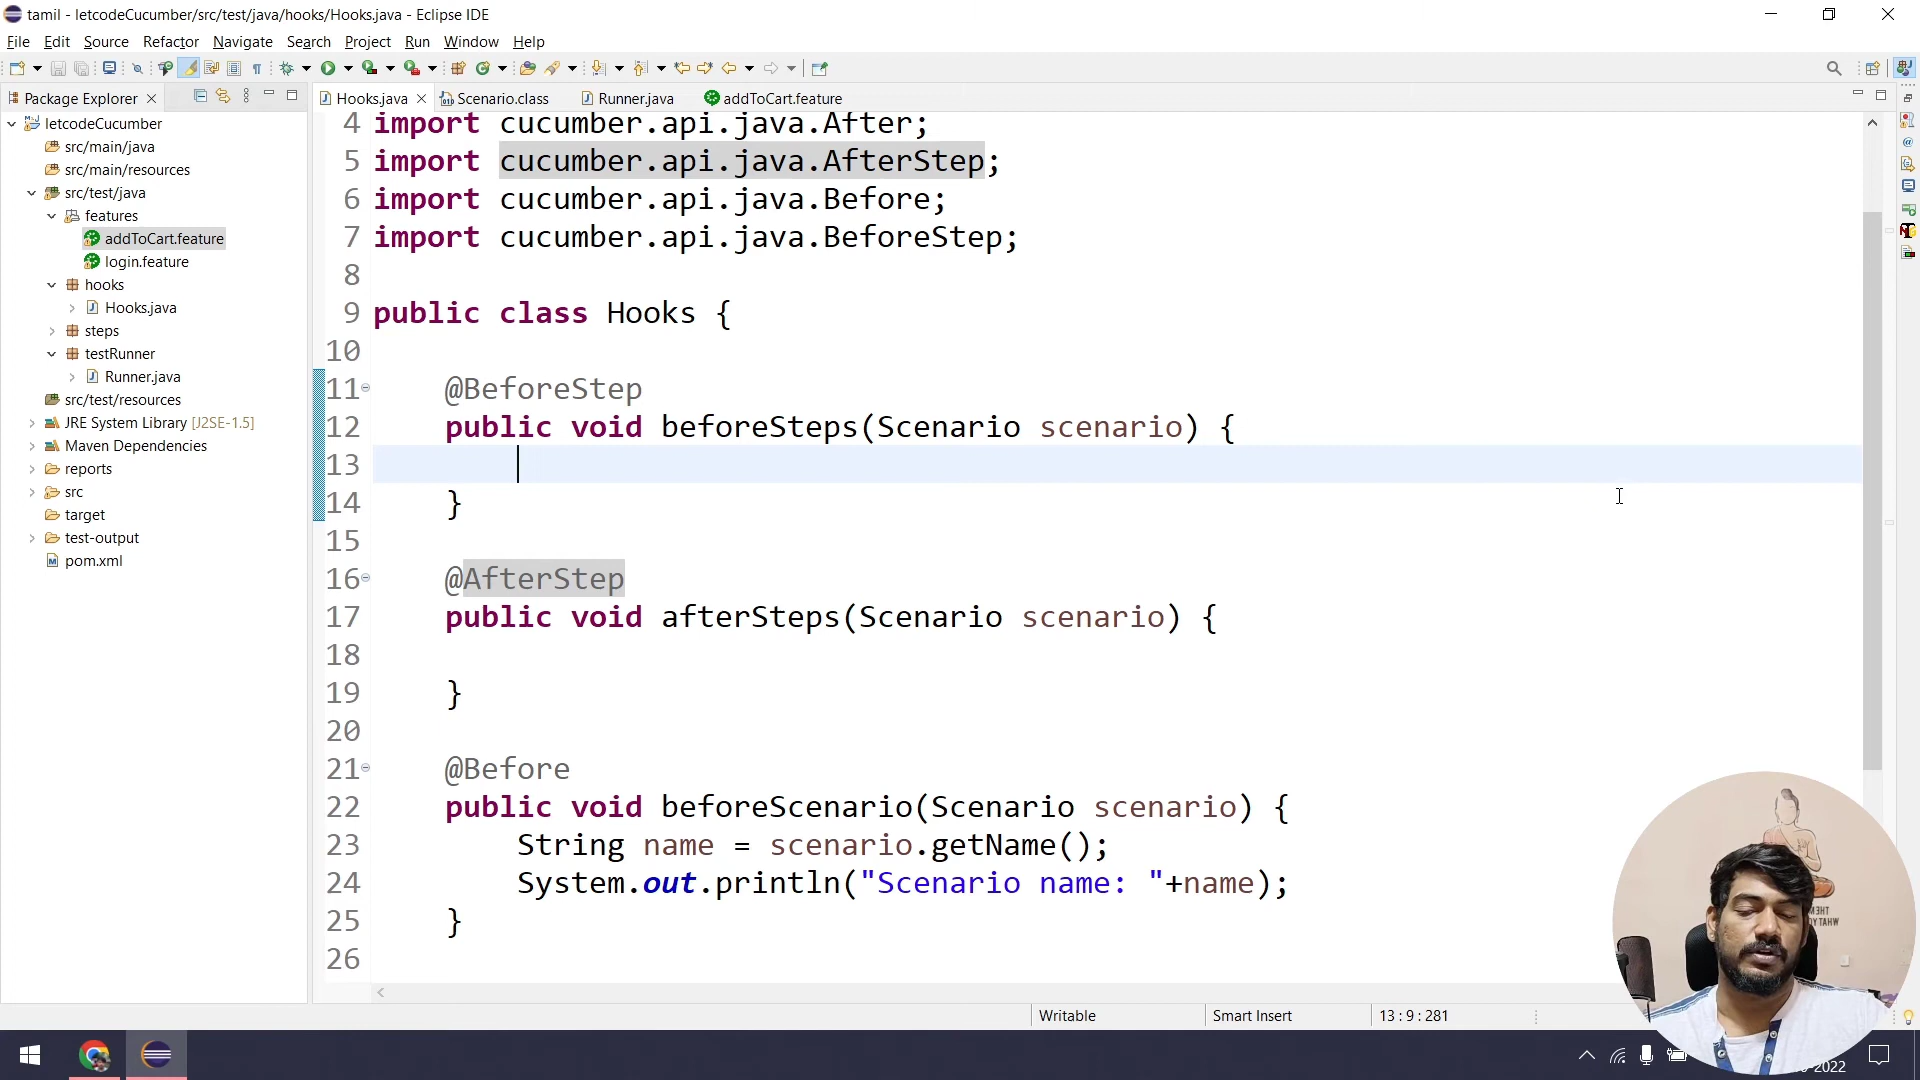 tamil - letcodeCucumber/src/test/java/hooks/Hooks.java - Eclipse IDE
File Edit Source Refactor Navigate Search Project Run Window Help
Package Explorer
Hooks.java Scenario.class Runner.java addToCart.feature
letcodeCucumber
src/main/java
src/main/resources
src/test/java
features
addToCart.feature
login.feature
hooks
Hooks.java
steps
testRunner
Runner.java
src/test/resources
JRE System Library [J2SE-1.5]
Maven Dependencies
reports
src
target
test-output
pom.xml
4 import cucumber.api.java.After;
5 import cucumber.api.java.AfterStep;
6 import cucumber.api.java.Before;
7 import cucumber.api.java.BeforeStep;
8
9 public class Hooks {
10
11 @BeforeStep
12 public void beforeSteps(Scenario scenario) {
13
14 }
15
16 @AfterStep
17 public void afterSteps(Scenario scenario) {
18
19 }
20
21 @Before
22 public void beforeScenario(Scenario scenario) {
23 String name = scenario.getName();
24 System.out.println("Scenario name: "+name);
25 }
26
Writable Smart Insert 13 : 9 : 281